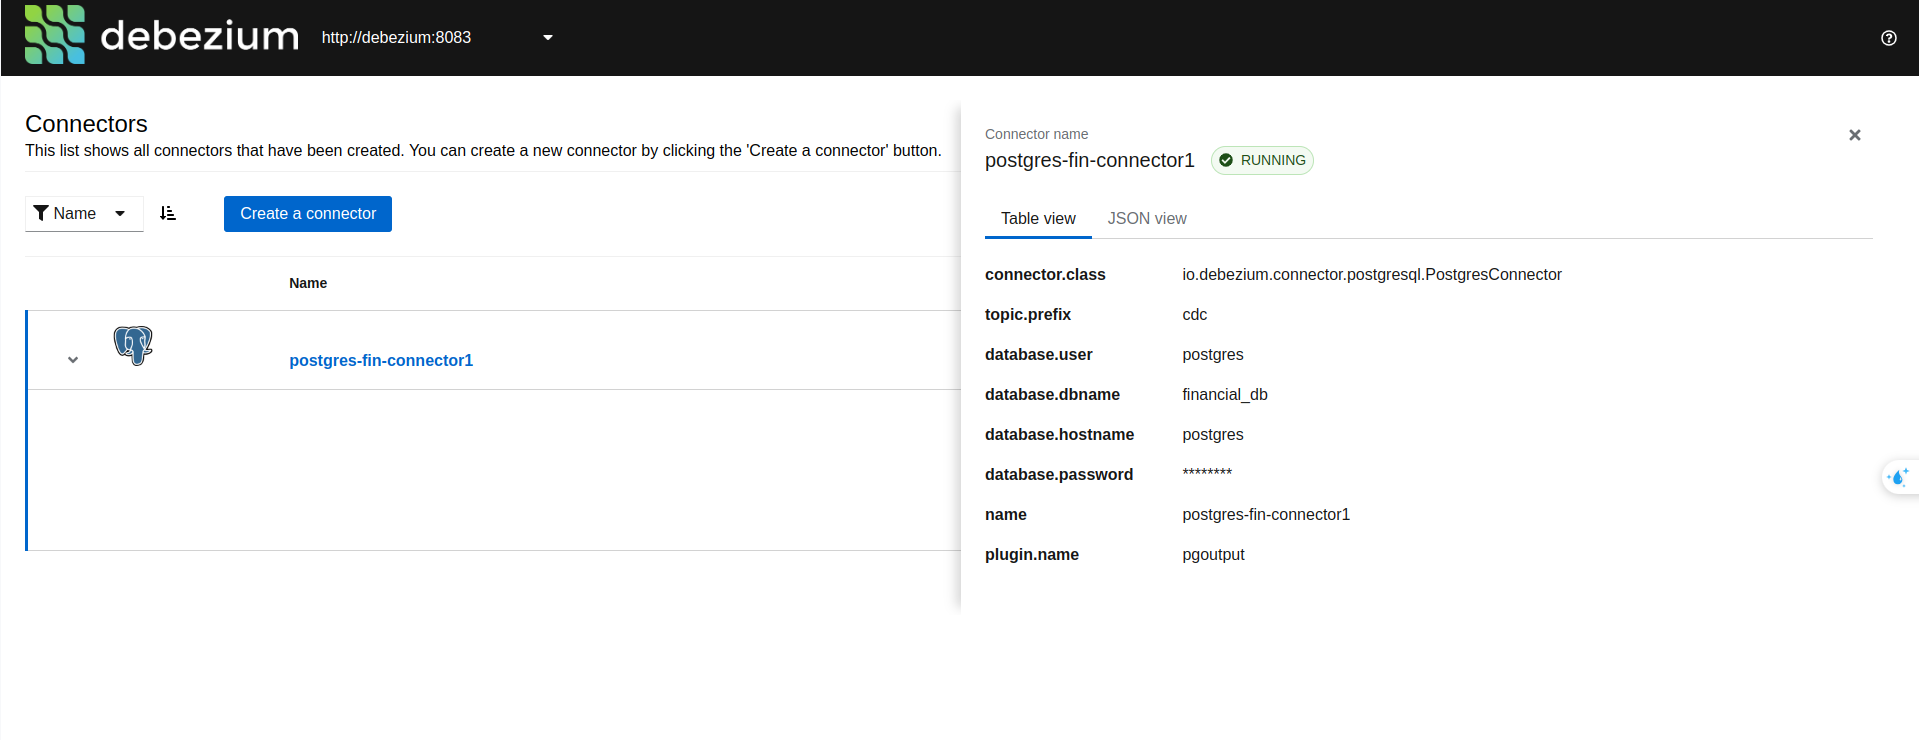 debezium http://debezium:8083
Connectors
This list shows all connectors that have been created. You can create a new connector by clicking the 'Create a connector' button.
Name Create a connector
Name
postgres-fin-connector1
Connector name
postgres-fin-connector1 RUNNING
Table view JSON view
connector.class io.debezium.connector.postgresql.PostgresConnector
topic.prefix cdc
database.user postgres
database.dbname financial_db
database.hostname postgres
database.password ********
name postgres-fin-connector1
plugin.name pgoutput